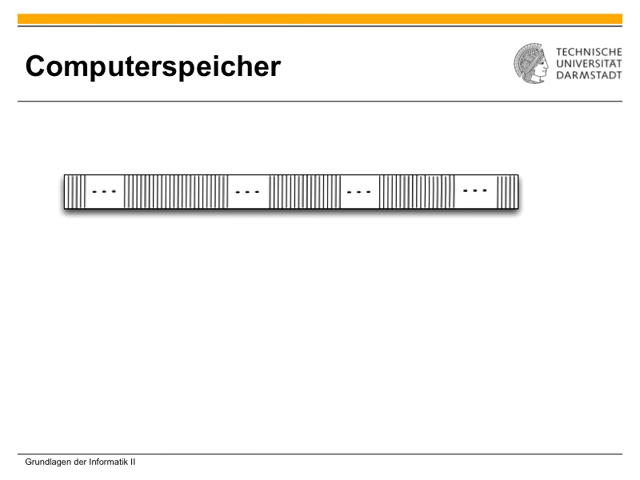 Computerspeicher
TECHNISCHE
UNIVERSITÄT
DARMSTADT
- - -
- - -
- - -
- - -
Grundlagen der Informatik II